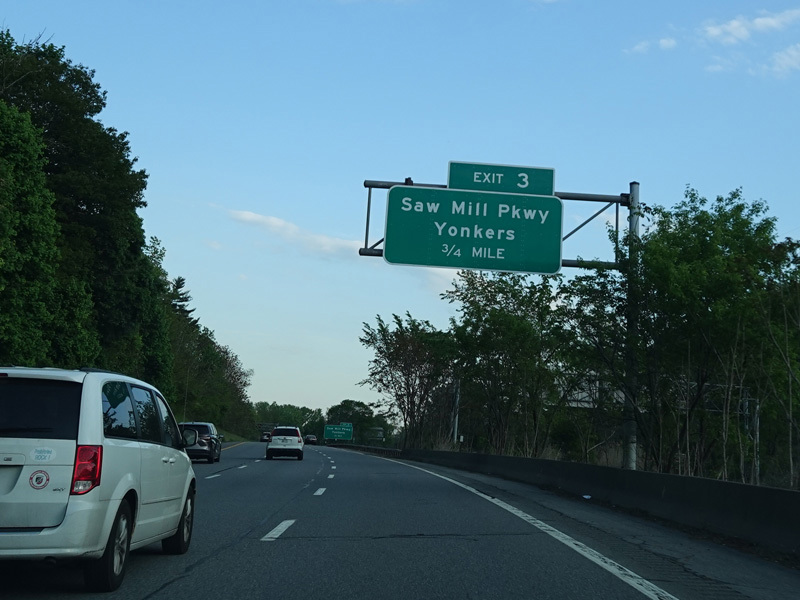 EXIT 3
Saw Mill Pkwy
Yonkers
3/4 MILE